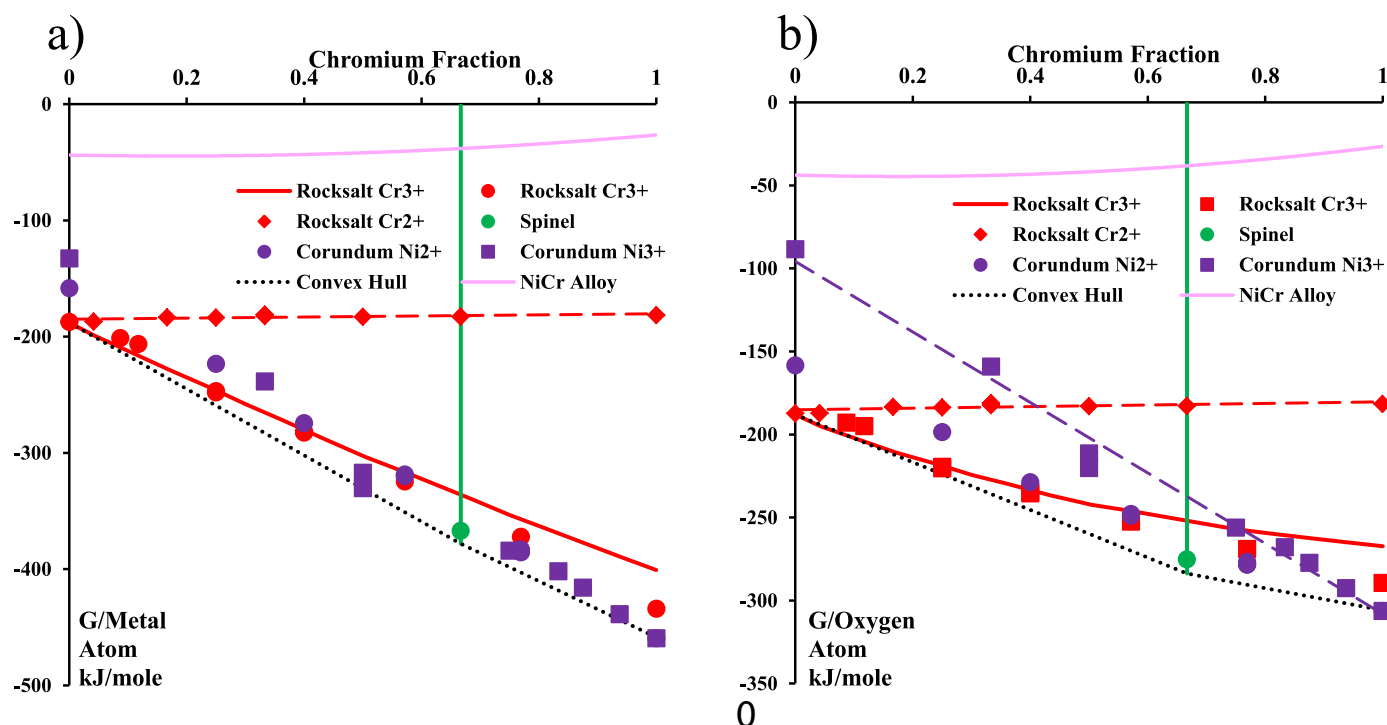 a)
Chromium Fraction
0 0.2 0.4 0.6 0.8 1
0
-100
-200
-300
-400
-500
Rocksalt Cr3+ Rocksalt Cr3+
Rocksalt Cr2+ Spinel
Corundum Ni2+ Corundum Ni3+
Convex Hull NiCr Alloy
G/Metal
Atom
kJ/mole
b)
Chromium Fraction
0 0.2 0.4 0.6 0.8 1
0
-50
-100
-150
-200
-250
-300
-350
Rocksalt Cr3+ Rocksalt Cr3+
Rocksalt Cr2+ Spinel
Corundum Ni2+ Corundum Ni3+
Convex Hull NiCr Alloy
G/Oxygen
Atom
kJ/mole
0